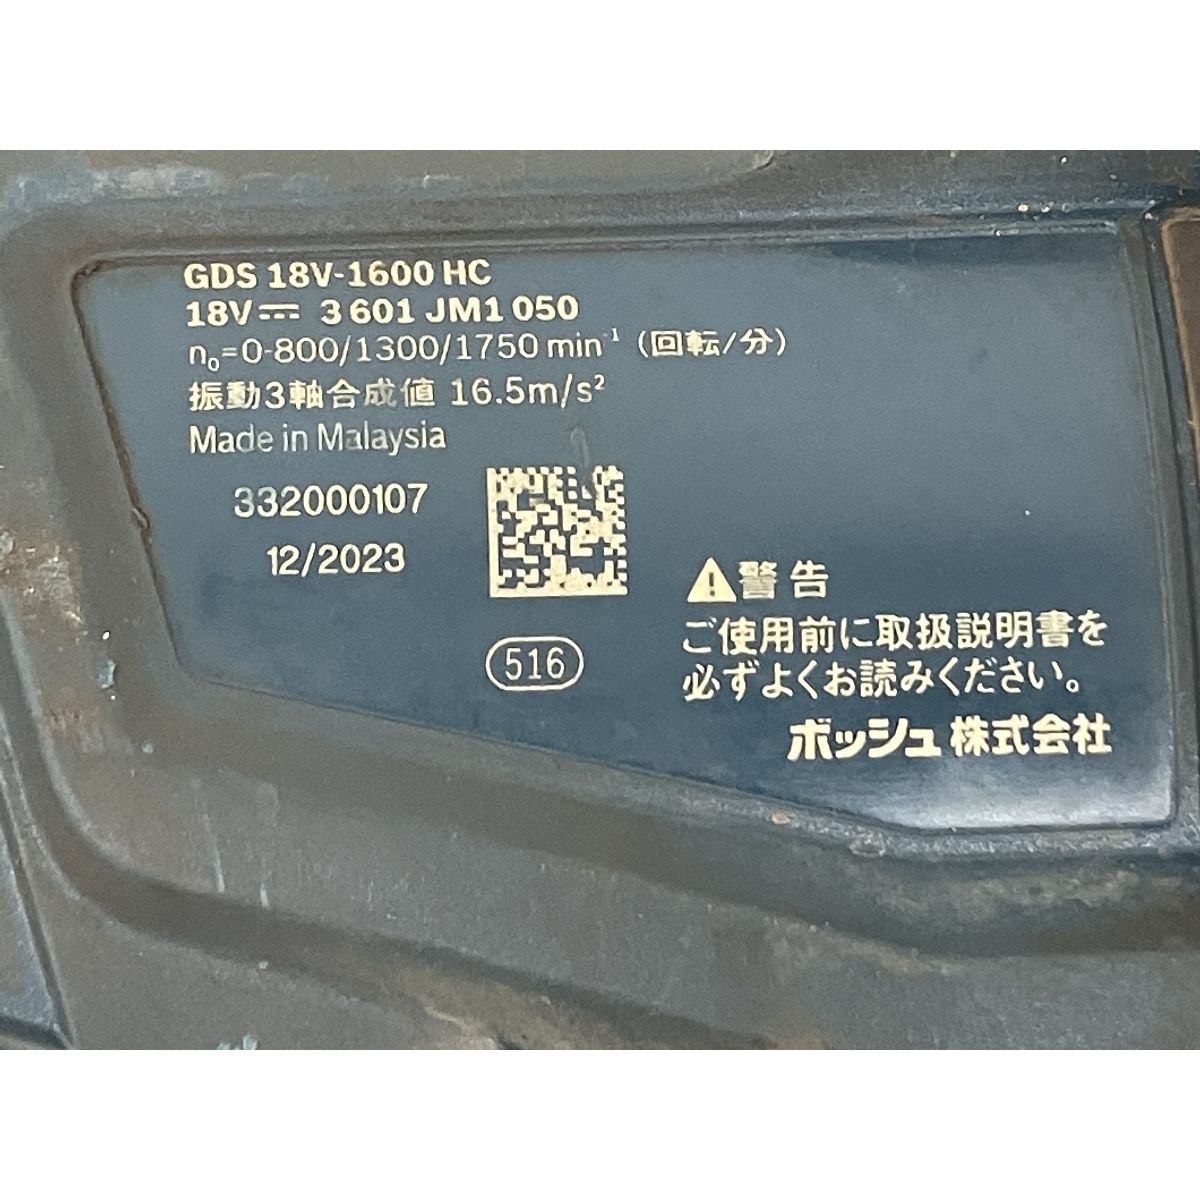 GDS 18V-1600 HC
18V⎓ 3 601 JM1 050
n₀=0-800/1300/1750 min⁻¹ (回転/分)
振動3軸合成値 16.5m/s²
Made in Malaysia
332000107
12/2023
516
⚠警告
ご使用前に取扱説明書を
必ずよくお読みください。
ボッシュ株式会社